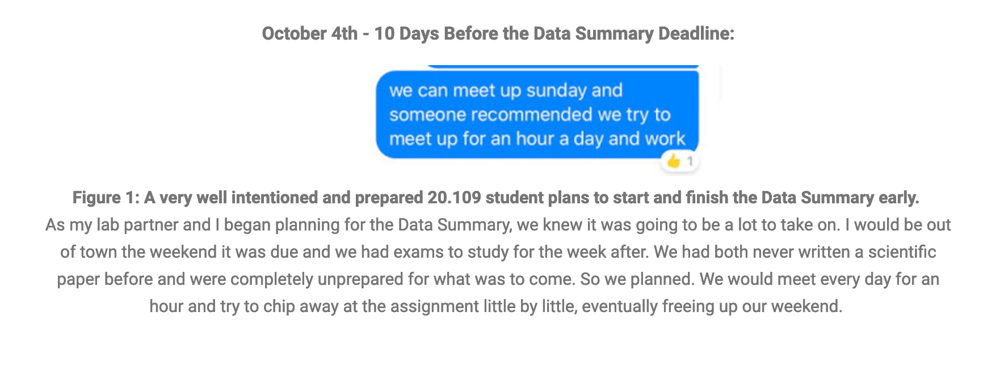 October 4th - 10 Days Before the Data Summary Deadline:
we can meet up sunday and
someone recommended we try to
meet up for an hour a day and work
👍 1
Figure 1: A very well intentioned and prepared 20.109 student plans to start and finish the Data Summary early.
As my lab partner and I began planning for the Data Summary, we knew it was going to be a lot to take on. I would be out
of town the weekend it was due and we had exams to study for the week after. We had both never written a scientific
paper before and were completely unprepared for what was to come. So we planned. We would meet every day for an
hour and try to chip away at the assignment little by little, eventually freeing up our weekend.